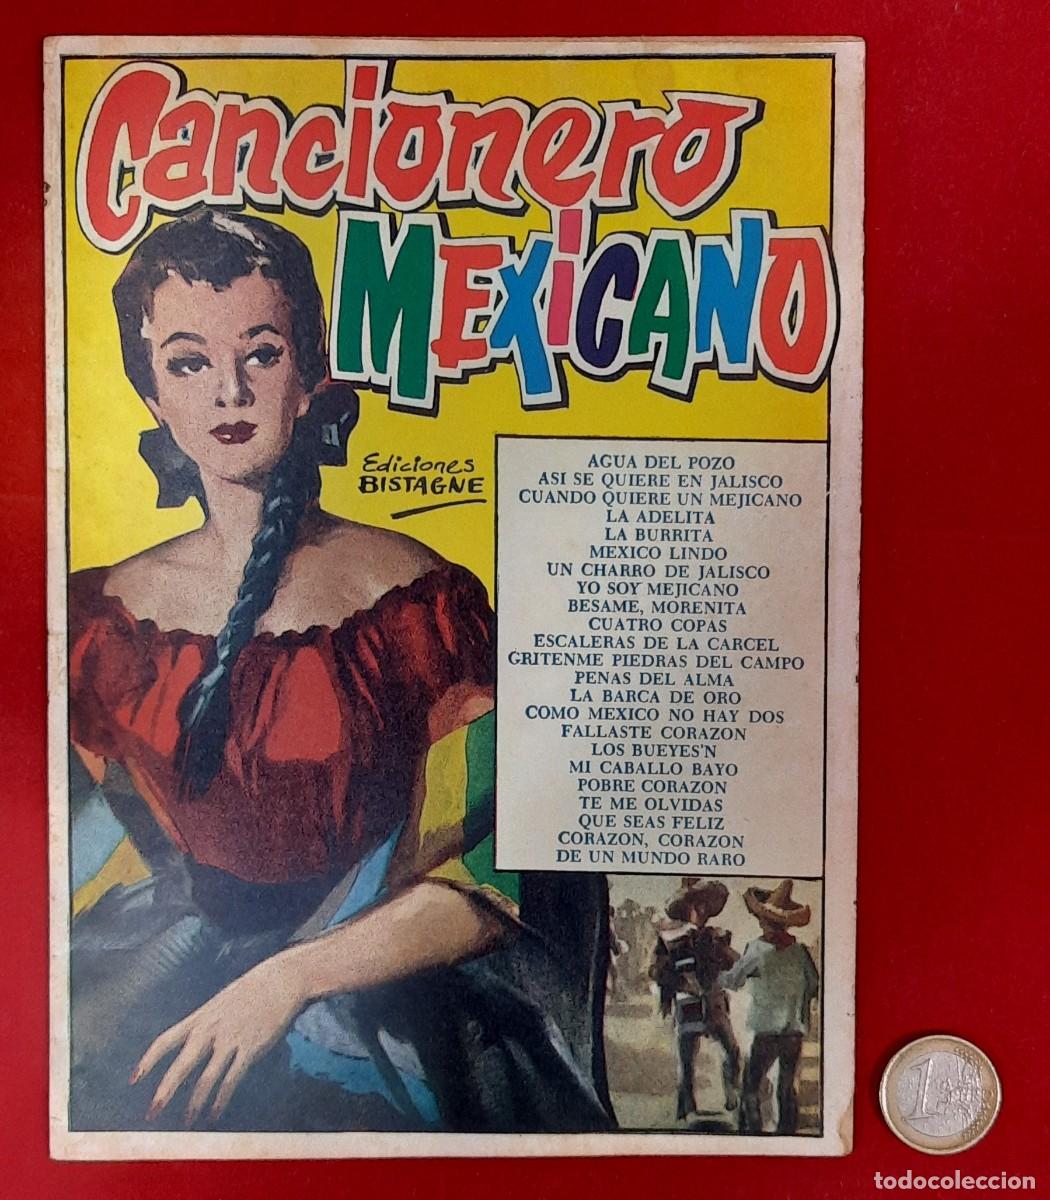 Cancionero
MEXICANO
Ediciones
BISTAGNE
AGUA DEL POZO
ASI SE QUIERE EN JALISCO
CUANDO QUIERE UN MEJICANO
LA ADELITA
LA BURRITA
MEXICO LINDO
UN CHARRO DE JALISCO
YO SOY MEJICANO
BESAME, MORENITA
CUATRO COPAS
ESCALERAS DE LA CARCEL
GRITENME PIEDRAS DEL CAMPO
PENAS DEL ALMA
LA BARCA DE ORO
COMO MEXICO NO HAY DOS
FALLASTE CORAZON
LOS BUEYES'N
MI CABALLO BAYO
POBRE CORAZON
TE ME OLVIDAS
QUE SEAS FELIZ
CORAZON, CORAZON
DE UN MUNDO RARO
1
todocoleccion